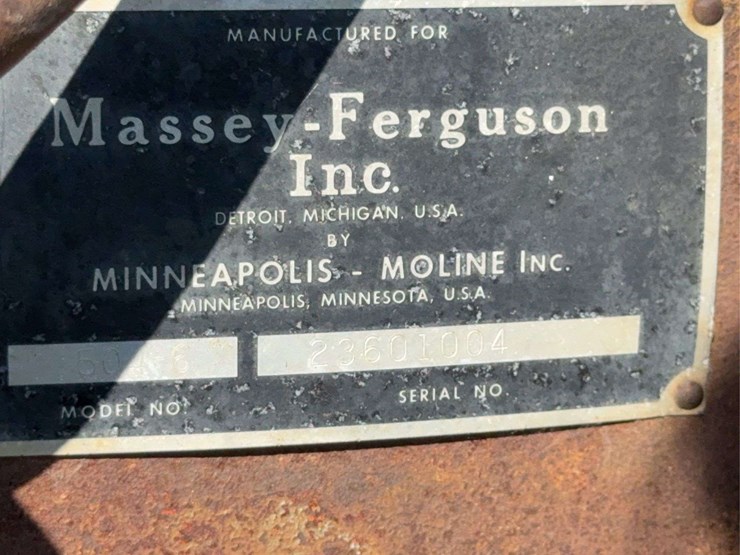 MANUFACTURED FOR
Massey-Ferguson
Inc.
DETROIT, MICHIGAN, U.S.A.
BY
MINNEAPOLIS - MOLINE INC.
MINNEAPOLIS, MINNESOTA, U.S.A.
23601004
MODEL NO. SERIAL NO.